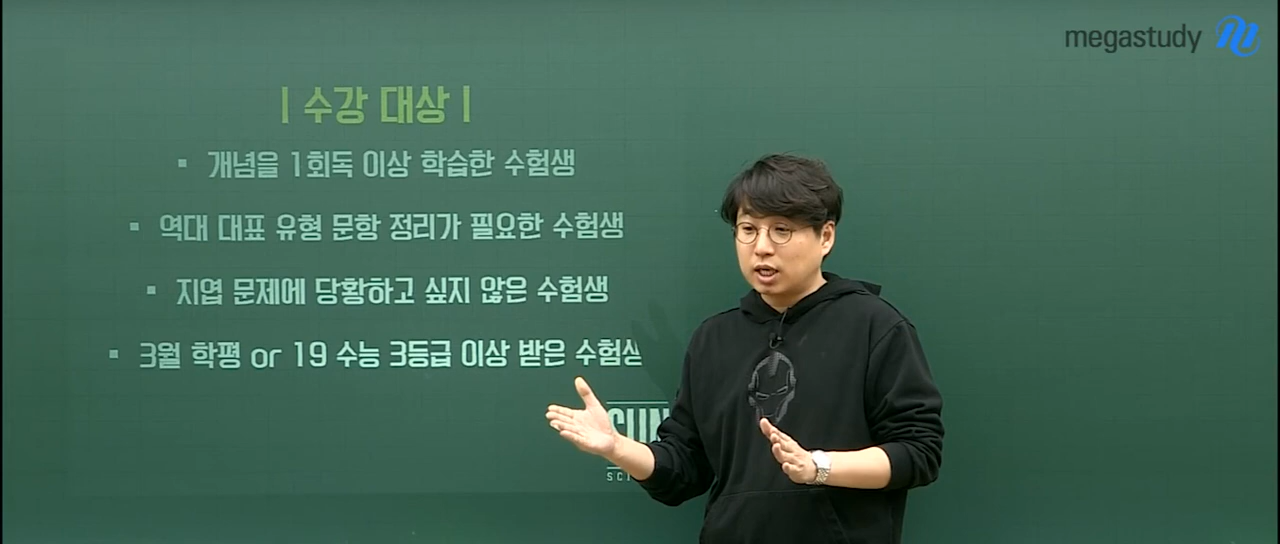 megastudy
| 수강 대상 |
▪ 개념을 1회독 이상 학습한 수험생
▪ 역대 대표 유형 문항 정리가 필요한 수험생
▪ 지엽 문제에 당황하고 싶지 않은 수험생
▪ 3월 학평 or 19 수능 3등급 이상 받은 수험생